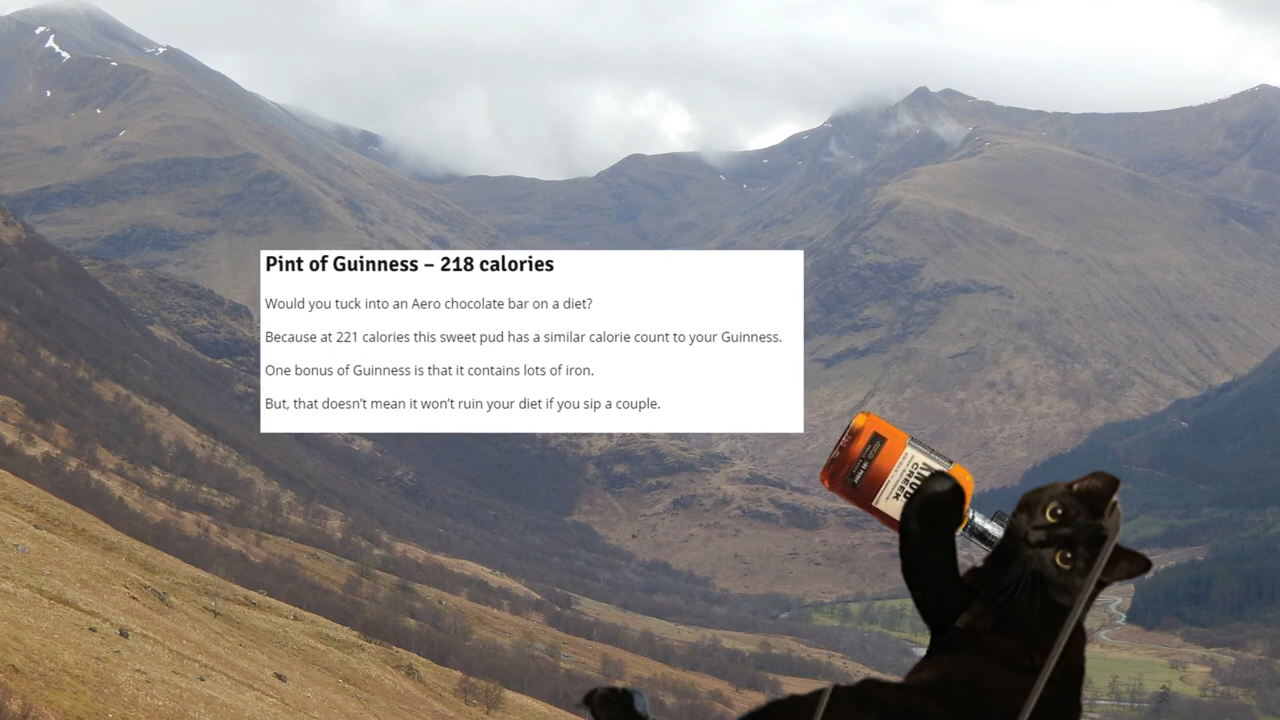 Pint of Guinness – 218 calories
Would you tuck into an Aero chocolate bar on a diet?
Because at 221 calories this sweet pud has a similar calorie count to your Guinness.
One bonus of Guinness is that it contains lots of iron.
But, that doesn’t mean it won’t ruin your diet if you sip a couple.
KNOB
CREEK